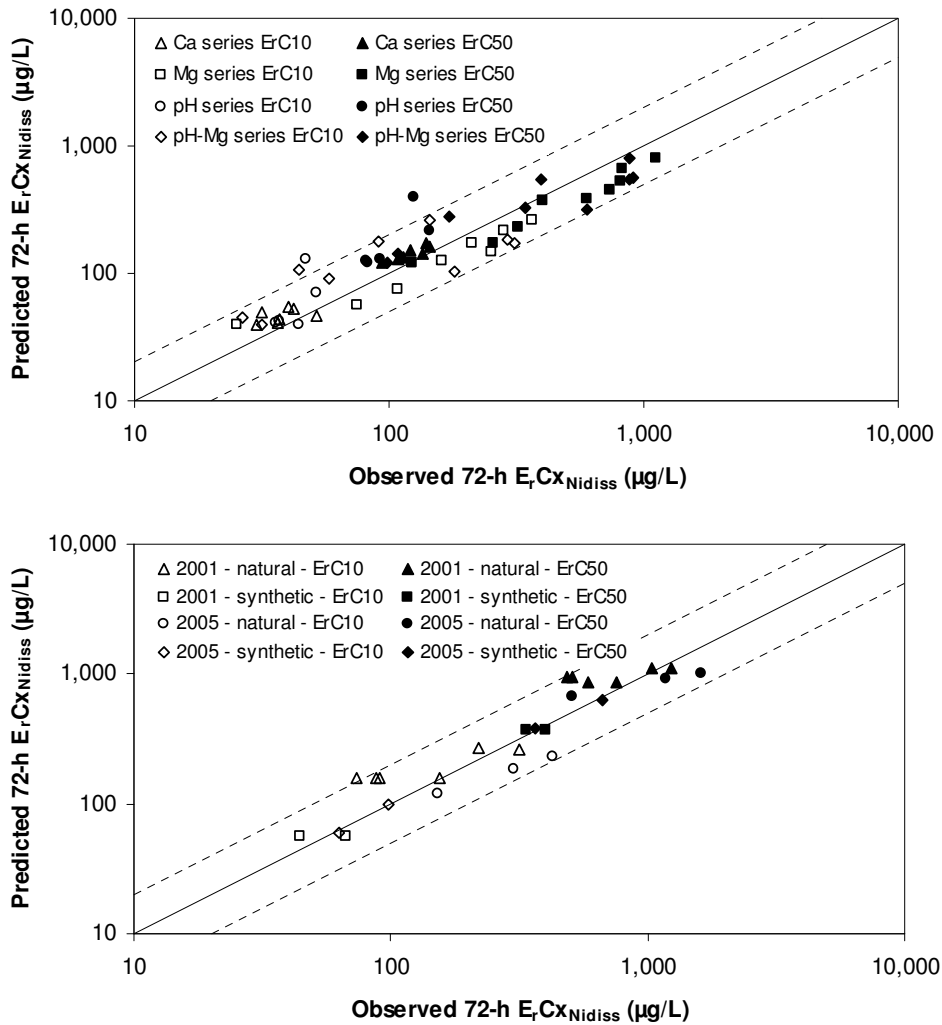 Predicted 72-h ErCxNidiss (µg/L)
10,000
1,000
100
10
Ca series ErC10
Ca series ErC50
Mg series ErC10
Mg series ErC50
pH series ErC10
pH series ErC50
pH-Mg series ErC10
pH-Mg series ErC50
10
100
1,000
10,000
Observed 72-h ErCxNidiss (µg/L)
Predicted 72-h ErCxNidiss (µg/L)
10,000
1,000
100
10
2001 - natural - ErC10
2001 - natural - ErC50
2001 - synthetic - ErC10
2001 - synthetic - ErC50
2005 - natural - ErC10
2005 - natural - ErC50
2005 - synthetic - ErC10
2005 - synthetic - ErC50
10
100
1,000
10,000
Observed 72-h ErCxNidiss (µg/L)